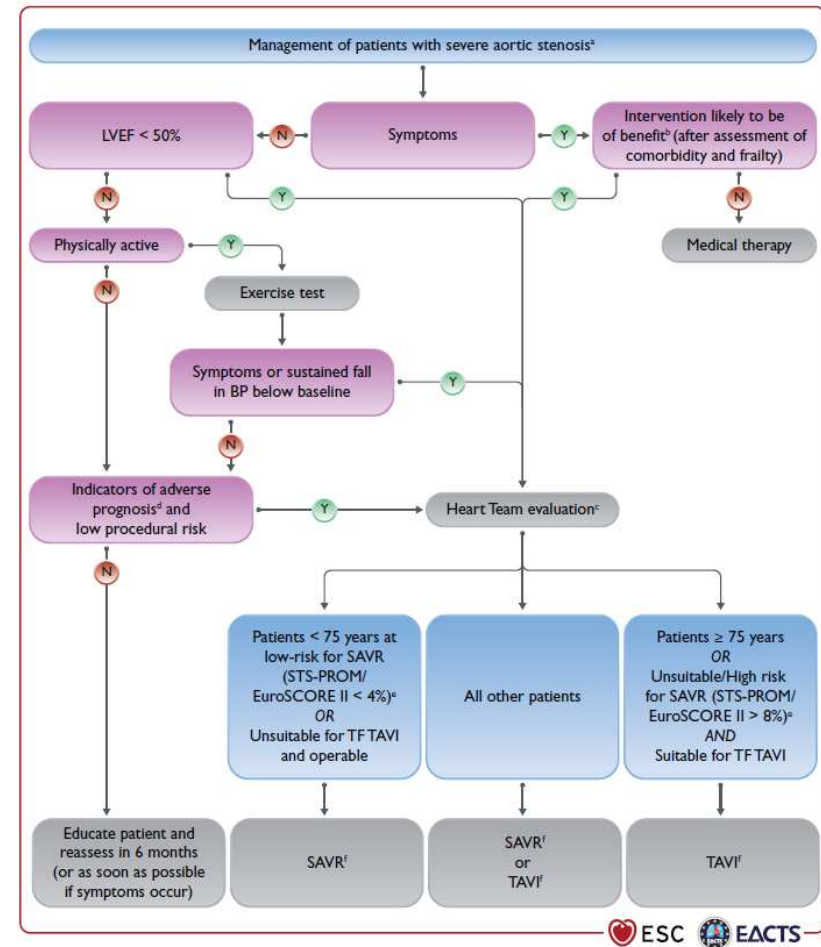 Management of patients with severe aortic stenosisᵃ
LVEF < 50%
N
Symptoms
Y
Intervention likely to be
of benefitᵇ (after assessment of
comorbidity and frailty)
N
Y
Y
N
Physically active
Y
Medical therapy
N
Exercise test
Symptoms or sustained fall
in BP below baseline
Y
N
Indicators of adverse
prognosisᵈ and
low procedural risk
Y
Heart Team evaluationᶜ
N
Patients < 75 years at
low-risk for SAVR
(STS-PROM/
EuroSCORE II < 4%)ᵉ
OR
Unsuitable for TF TAVI
and operable
All other patients
Patients ≥ 75 years
OR
Unsuitable/High risk
for SAVR (STS-PROM/
EuroSCORE II > 8%)ᵉ
AND
Suitable for TF TAVI
Educate patient and
reassess in 6 months
(or as soon as possible
if symptoms occur)
SAVRᶠ
SAVRᶠ
or
TAVIᶠ
TAVIᶠ
ESC EACTS